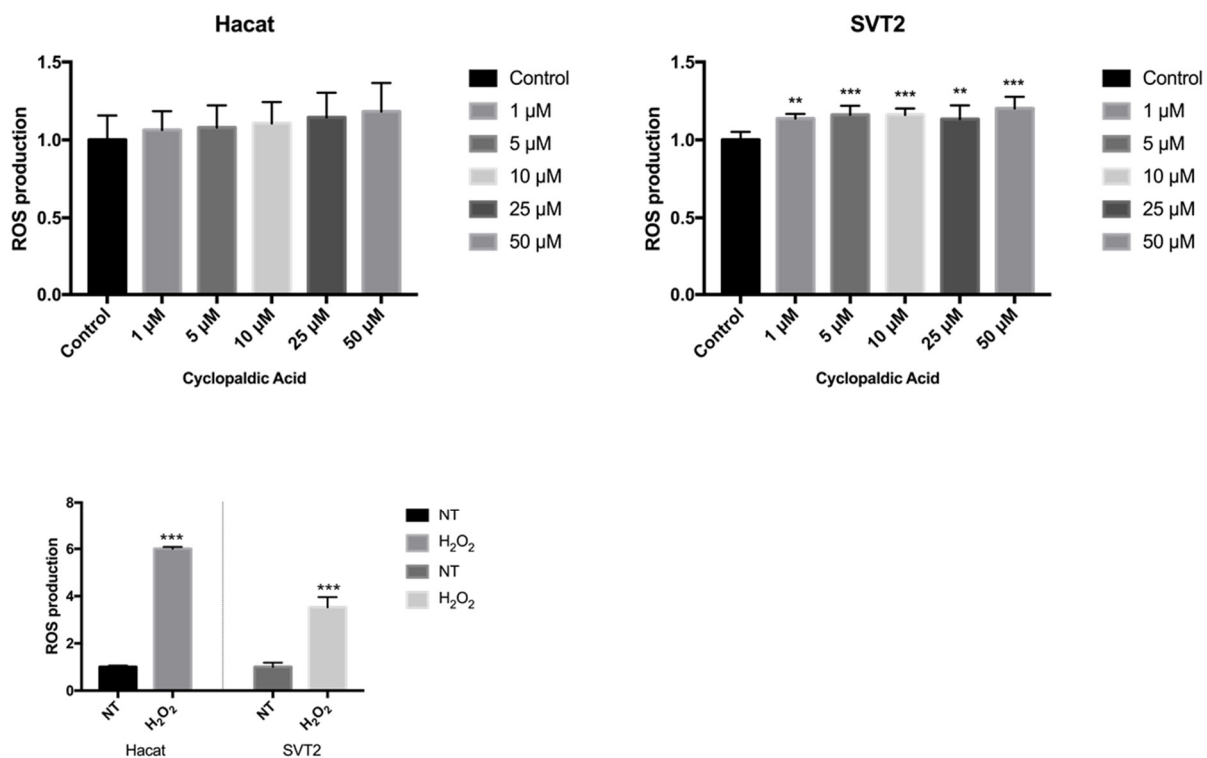 Hacat
ROS production
1.5
1.0
0.5
0.0
Control
1 µM
5 µM
10 µM
25 µM
50 µM
Cyclopaldic Acid
Control
1 µM
5 µM
10 µM
25 µM
50 µM
SVT2
ROS production
1.5
1.0
0.5
0.0
** *** *** ** ***
Control
1 µM
5 µM
10 µM
25 µM
50 µM
Cyclopaldic Acid
Control
1 µM
5 µM
10 µM
25 µM
50 µM
ROS production
8
6
4
2
0
***
***
NT
H₂O₂
NT
H₂O₂
Hacat
SVT2
NT
H₂O₂
NT
H₂O₂